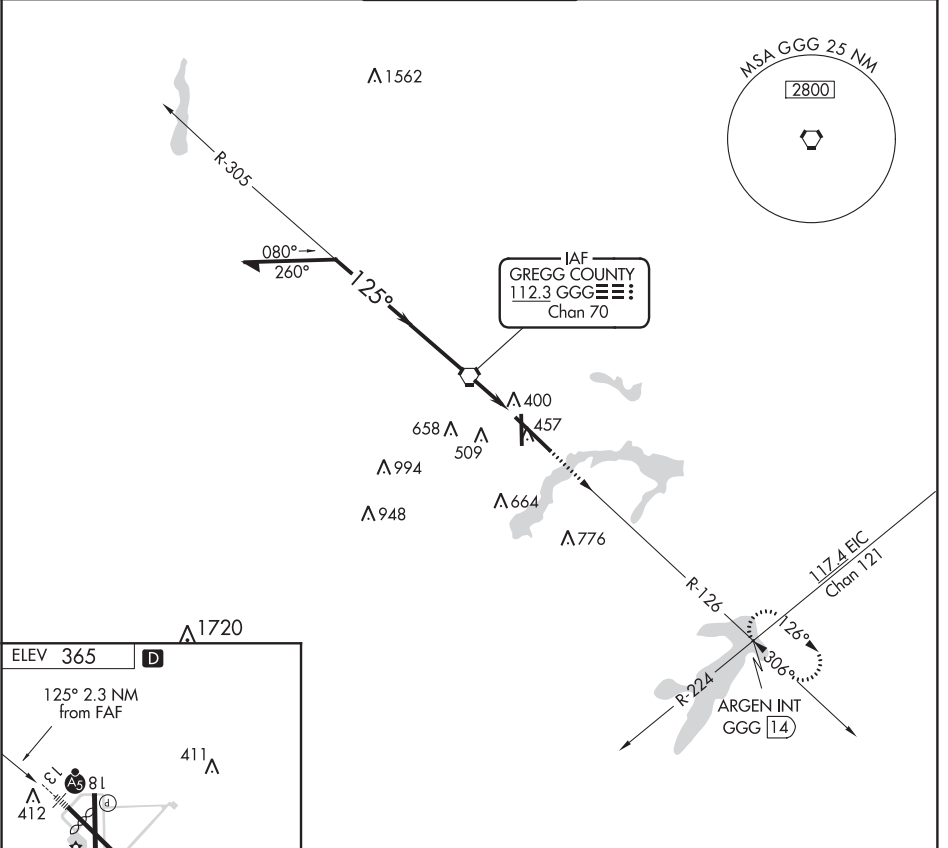 MSA GGG 25 NM
2800
1562
R-305
080°
260°
125°
IAF
GREGG COUNTY
112.3 GGG
Chan 70
400
457
658
509
994
948
664
776
117.4 EIC
Chan 121
R-126
126°
306°
R-224
ARGEN INT
GGG 14
1720
ELEV 365
D
125° 2.3 NM
from FAF
411
13
A5
18
P
412